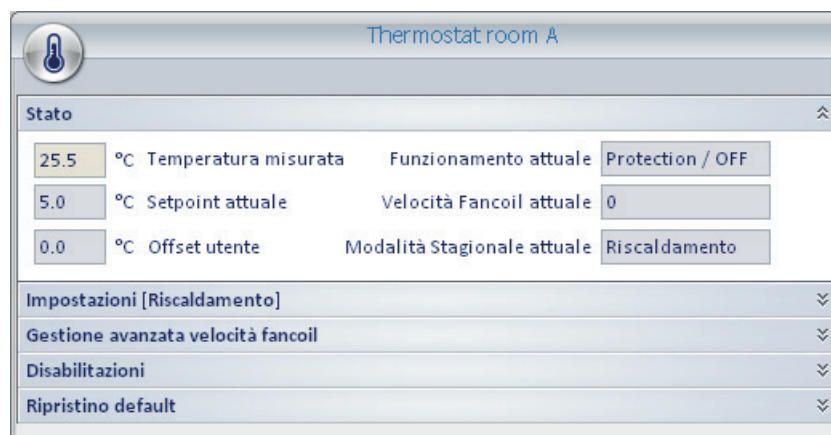 Thermostat room A
Stato
25.5 °C Temperatura misurata Funzionamento attuale Protection / OFF
5.0 °C Setpoint attuale Velocità Fancoil attuale 0
0.0 °C Offset utente Modalità Stagionale attuale Riscaldamento
Impostazioni [Riscaldamento]
Gestione avanzata velocità fancoil
Disabilitazioni
Ripristino default